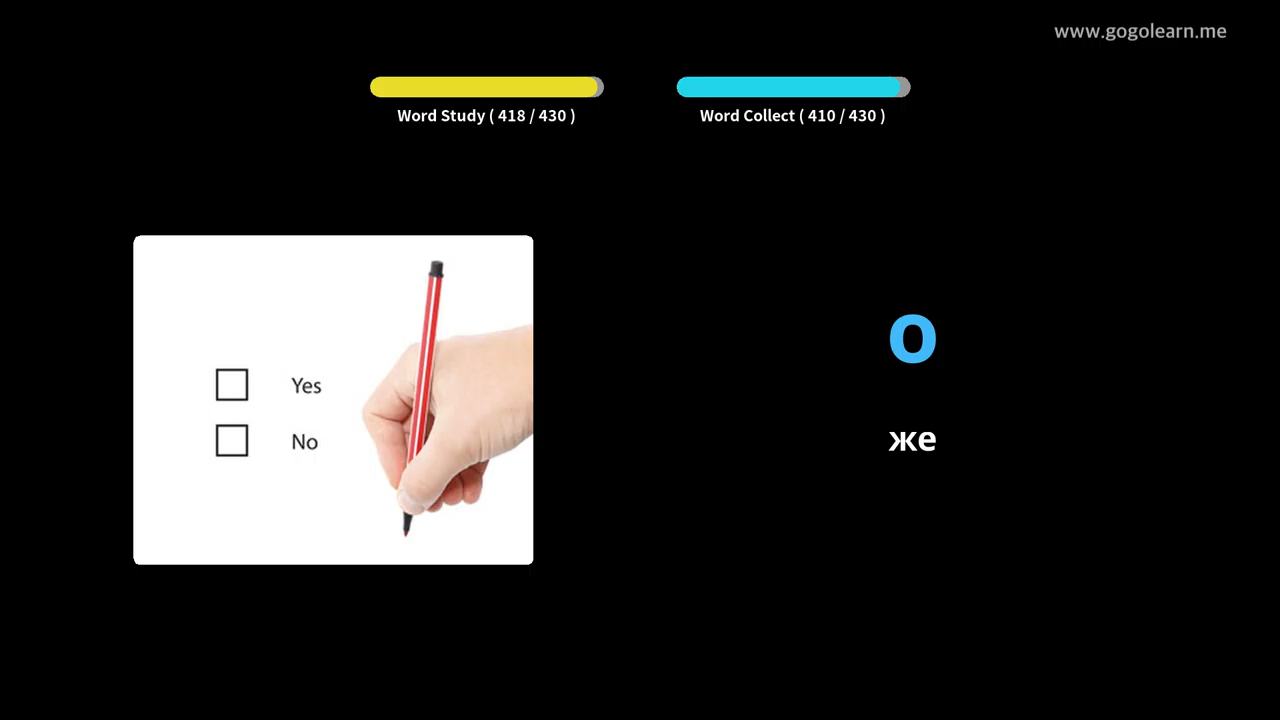 www.gogolearn.me
Word Study ( 418 / 430 )
Word Collect ( 410 / 430 )
Yes
No
o
же